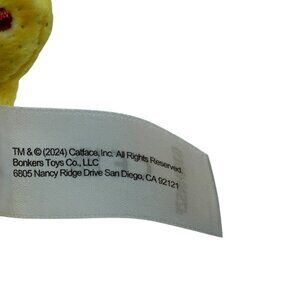 TM & © (2024) Catface, Inc. All Rights Reserved.
Bonkers Toys Co., LLC
6805 Nancy Ridge Drive San Diego, CA 92121